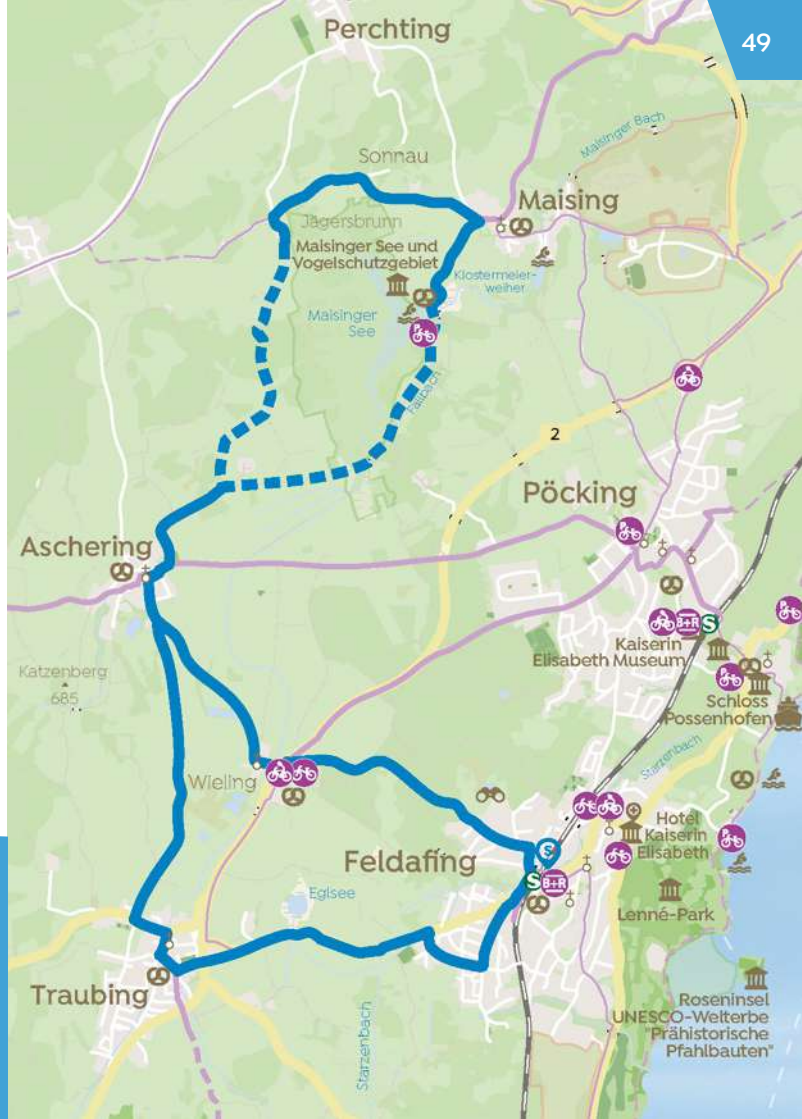 49
Perchting
Maisinger Bach
Sonnau
Maising
Jägersbrunn
Maisinger See und
Vogelschutzgebiet
Klostermeier-
weiher
Maisinger
See
P
Fällbach
2
Pöcking
P
Aschering
B+R
S
P
Kaiserin
Elisabeth Museum
Katzenberg
685
P
Schloss
Possenhofen
Starzenbach
Wieling
Hotel
Kaiserin
Elisabeth
P
S
Feldafing
S
B+R
Eglsee
Lenné-Park
Traubing
Roseninsel
UNESCO-Welterbe
"Prähistorische
Pfahlbauten"
Starzenbach